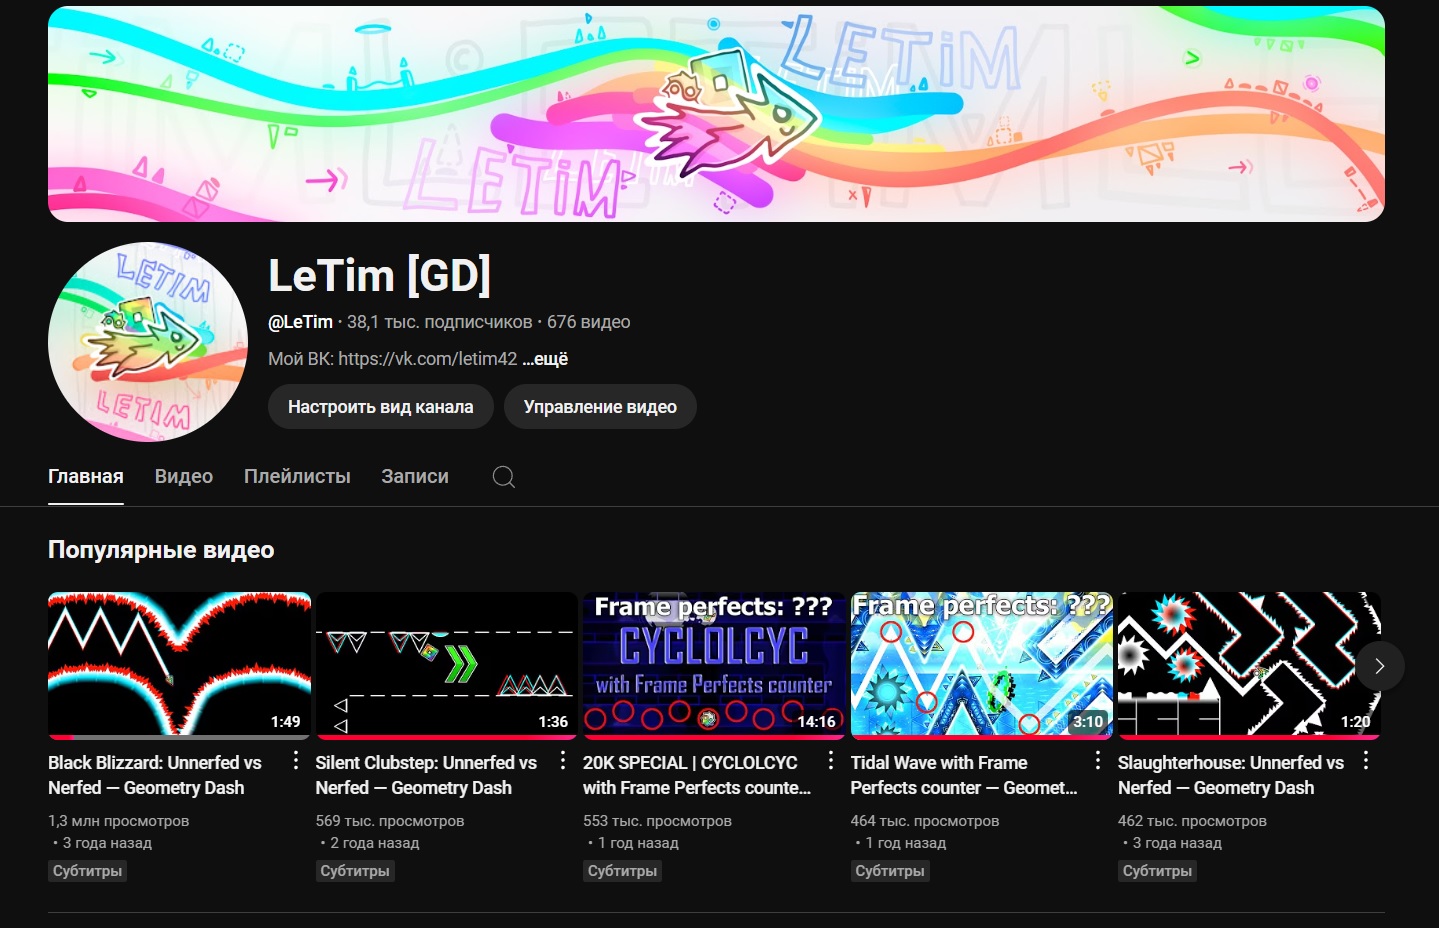 LETiM
LETiM
LETIM
LETIM
LeTim [GD]
@LeTim · 38,1 тыс. подписчиков · 676 видео
Мой ВК: https://vk.com/letim42 ...ещё
Настроить вид канала
Управление видео
Главная
Видео
Плейлисты
Записи
Популярные видео
1:49
1:36
Frame perfects: ???
CYCLOLCYC
with Frame Perfects counter
14:16
Frame perfects: ???
3:10
1:20
Black Blizzard: Unnerfed vs
Nerfed — Geometry Dash
1,3 млн просмотров
• 3 года назад
Субтитры
Silent Clubstep: Unnerfed vs
Nerfed — Geometry Dash
569 тыс. просмотров
• 2 года назад
Субтитры
20K SPECIAL | CYCLOLCYC
with Frame Perfects counte...
553 тыс. просмотров
• 1 год назад
Субтитры
Tidal Wave with Frame
Perfects counter — Geomet...
464 тыс. просмотров
• 1 год назад
Субтитры
Slaughterhouse: Unnerfed vs
Nerfed — Geometry Dash
462 тыс. просмотров
• 3 года назад
Субтитры